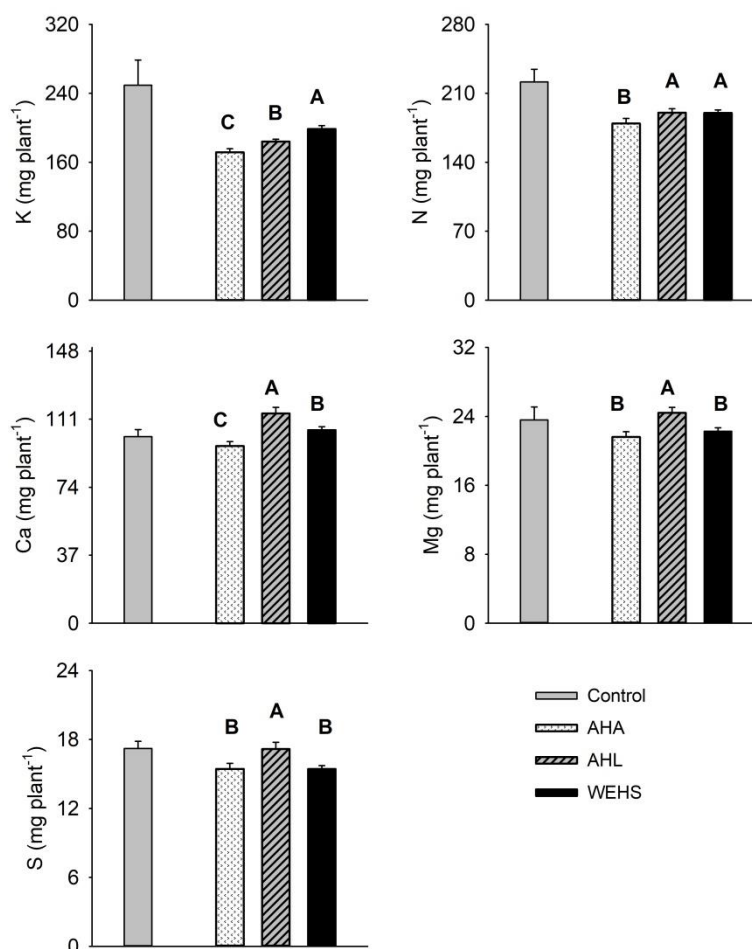 320
240
160
80
0
K (mg plant⁻¹)
C
B
A
280
210
140
70
0
N (mg plant⁻¹)
B
A
A
148
111
74
37
0
Ca (mg plant⁻¹)
C
A
B
32
24
16
8
0
Mg (mg plant⁻¹)
B
A
B
24
18
12
6
0
S (mg plant⁻¹)
B
A
B
Control
AHA
AHL
WEHS